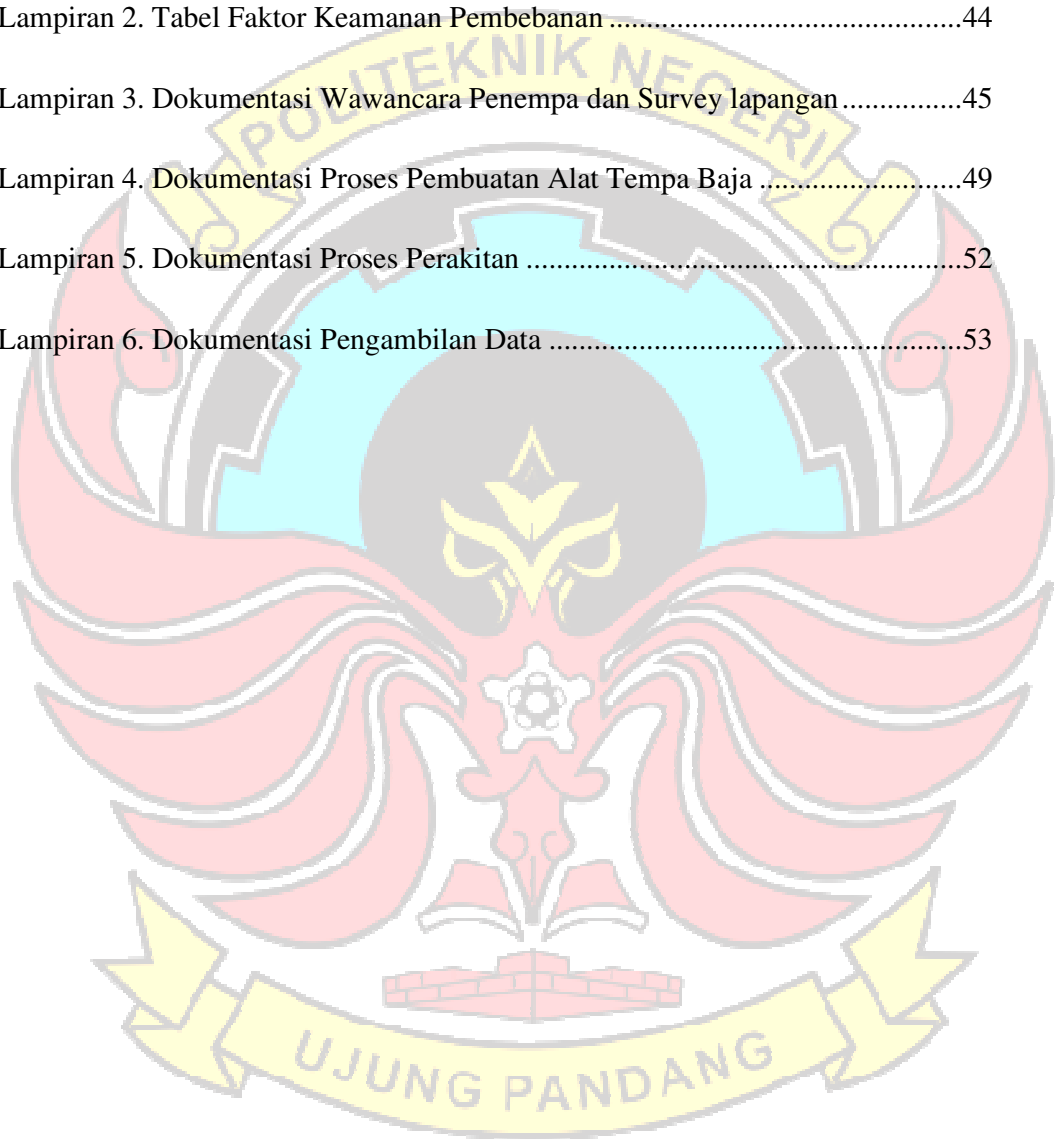 Lampiran 2. Tabel Faktor Keamanan Pembebanan ...............................................44
POLITEKNIK NEGERI
Lampiran 3. Dokumentasi Wawancara Penempa dan Survey lapangan ................45
Lampiran 4. Dokumentasi Proses Pembuatan Alat Tempa Baja ...........................49
Lampiran 5. Dokumentasi Proses Perakitan ..........................................................52
Lampiran 6. Dokumentasi Pengambilan Data .......................................................53
UJUNG PANDANG